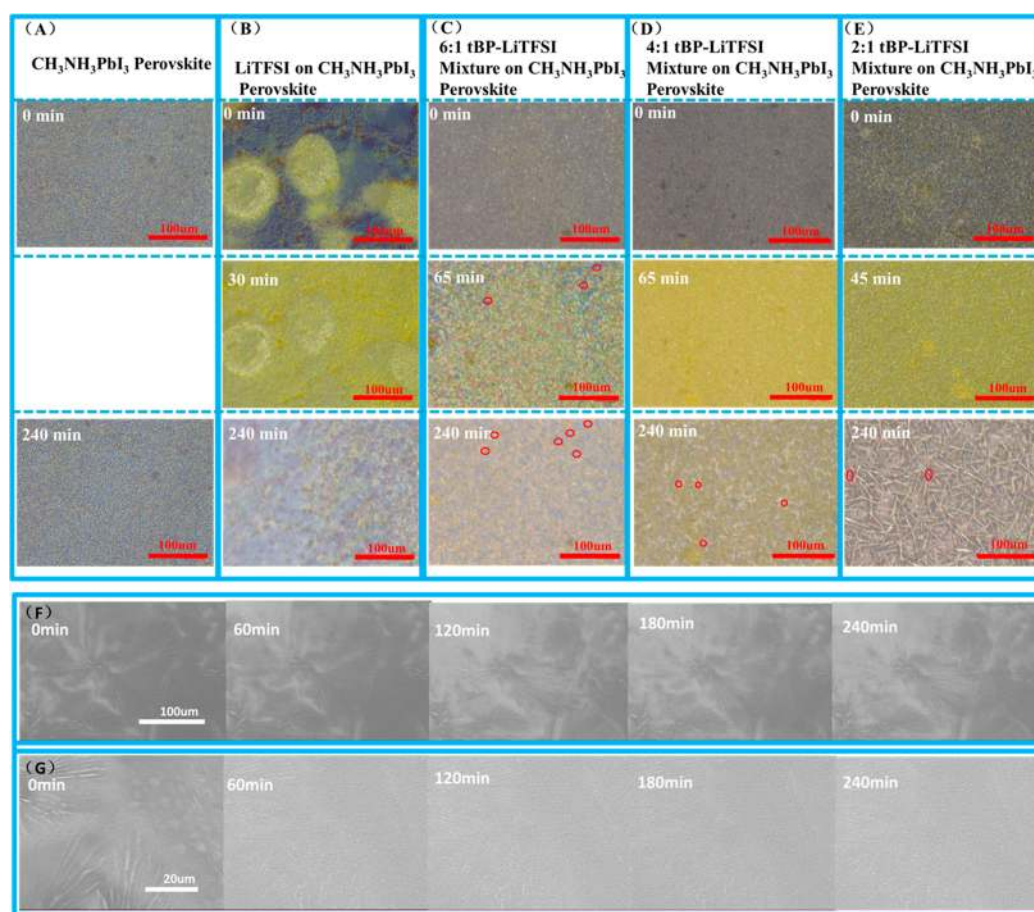 （A）
CH₃NH₃PbI₃ Perovskite
0 min
100um
240 min
100um
（B）
LiTFSI on CH₃NH₃PbI₃
Perovskite
0 min
100um
30 min
100um
240 min
100um
（C）
6:1 tBP-LiTFSI
Mixture on CH₃NH₃PbI₃
Perovskite
0 min
100um
65 min
100um
240 min
100um
（D）
4:1 tBP-LiTFSI
Mixture on CH₃NH₃PbI₃
Perovskite
0 min
100um
65 min
100um
240 min
100um
（E）
2:1 tBP-LiTFSI
Mixture on CH₃NH₃PbI₃
Perovskite
0 min
100um
45 min
100um
240 min
100um
（F）
0min
100um
60min
120min
180min
240min
（G）
0min
20um
60min
120min
180min
240min